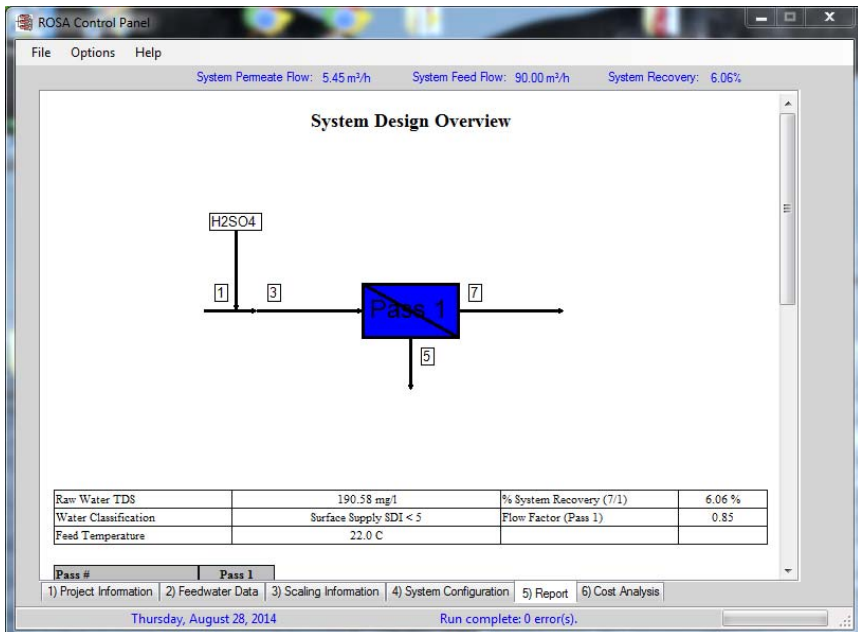 ROSA Control Panel
File Options Help
System Permeate Flow: 5.45 m³/h System Feed Flow: 90.00 m³/h System Recovery: 6.06%
System Design Overview
H2SO4
1 3 Pass 1 7
5
Raw Water TDS 190.58 mg/l % System Recovery (7/1) 6.06 %
Water Classification Surface Supply SDI < 5 Flow Factor (Pass 1) 0.85
Feed Temperature 22.0 C
Pass # Pass 1
1) Project Information 2) Feedwater Data 3) Scaling Information 4) System Configuration 5) Report 6) Cost Analysis
Thursday, August 28, 2014 Run complete: 0 error(s).